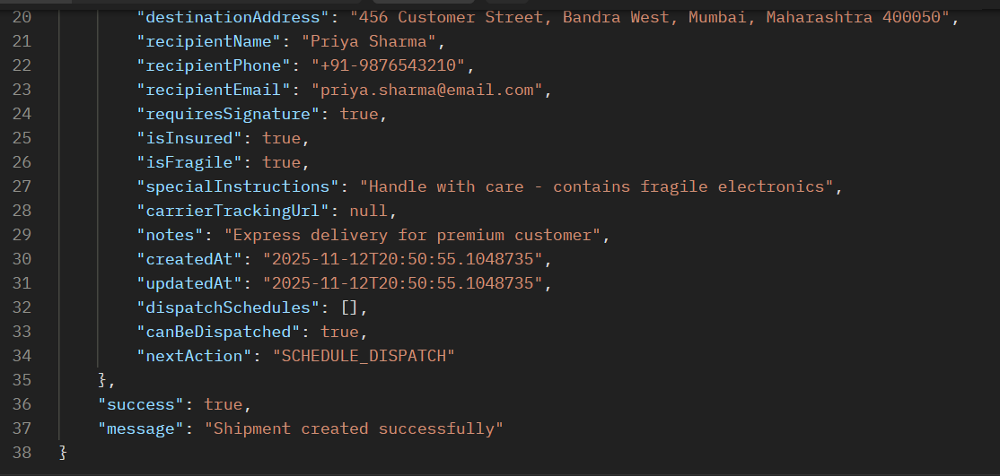 20 "destinationAddress": "456 Customer Street, Bandra West, Mumbai, Maharashtra 400050",
21 "recipientName": "Priya Sharma",
22 "recipientPhone": "+91-9876543210",
23 "recipientEmail": "priya.sharma@email.com",
24 "requiresSignature": true,
25 "isInsured": true,
26 "isFragile": true,
27 "specialInstructions": "Handle with care - contains fragile electronics",
28 "carrierTrackingUrl": null,
29 "notes": "Express delivery for premium customer",
30 "createdAt": "2025-11-12T20:50:55.1048735",
31 "updatedAt": "2025-11-12T20:50:55.1048735",
32 "dispatchSchedules": [],
33 "canBeDispatched": true,
34 "nextAction": "SCHEDULE_DISPATCH"
35 },
36 "success": true,
37 "message": "Shipment created successfully"
38 }